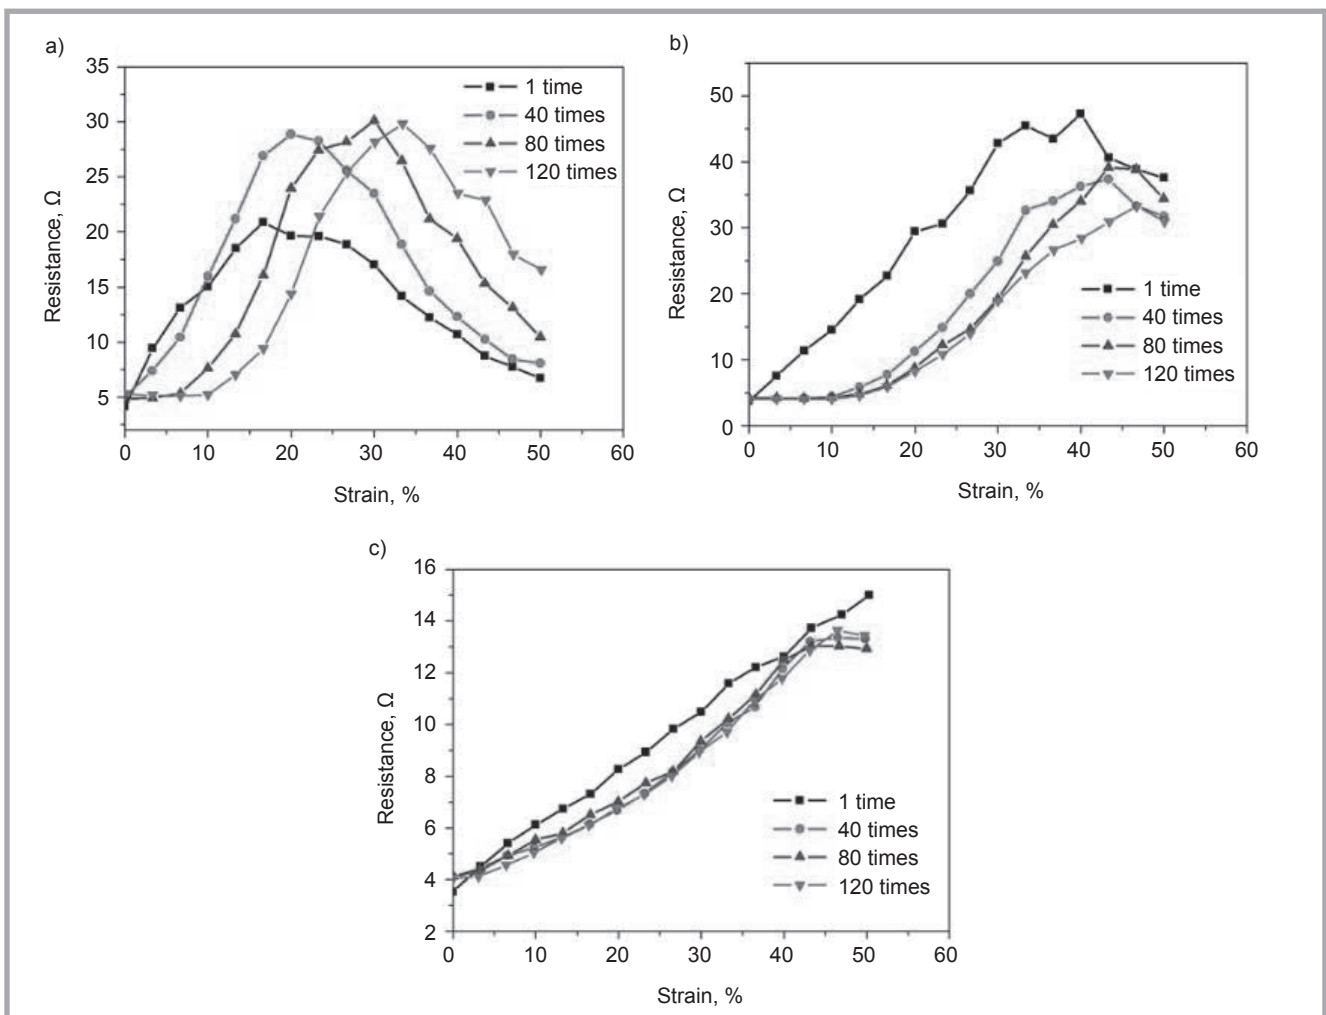 a)
35
30
25
20
15
10
5
Resistance, Ω
0 10 20 30 40 50 60
Strain, %
1 time
40 times
80 times
120 times
b)
50
40
30
20
10
0
Resistance, Ω
0 10 20 30 40 50 60
Strain, %
1 time
40 times
80 times
120 times
c)
16
14
12
10
8
6
4
2
Resistance, Ω
0 10 20 30 40 50 60
Strain, %
1 time
40 times
80 times
120 times